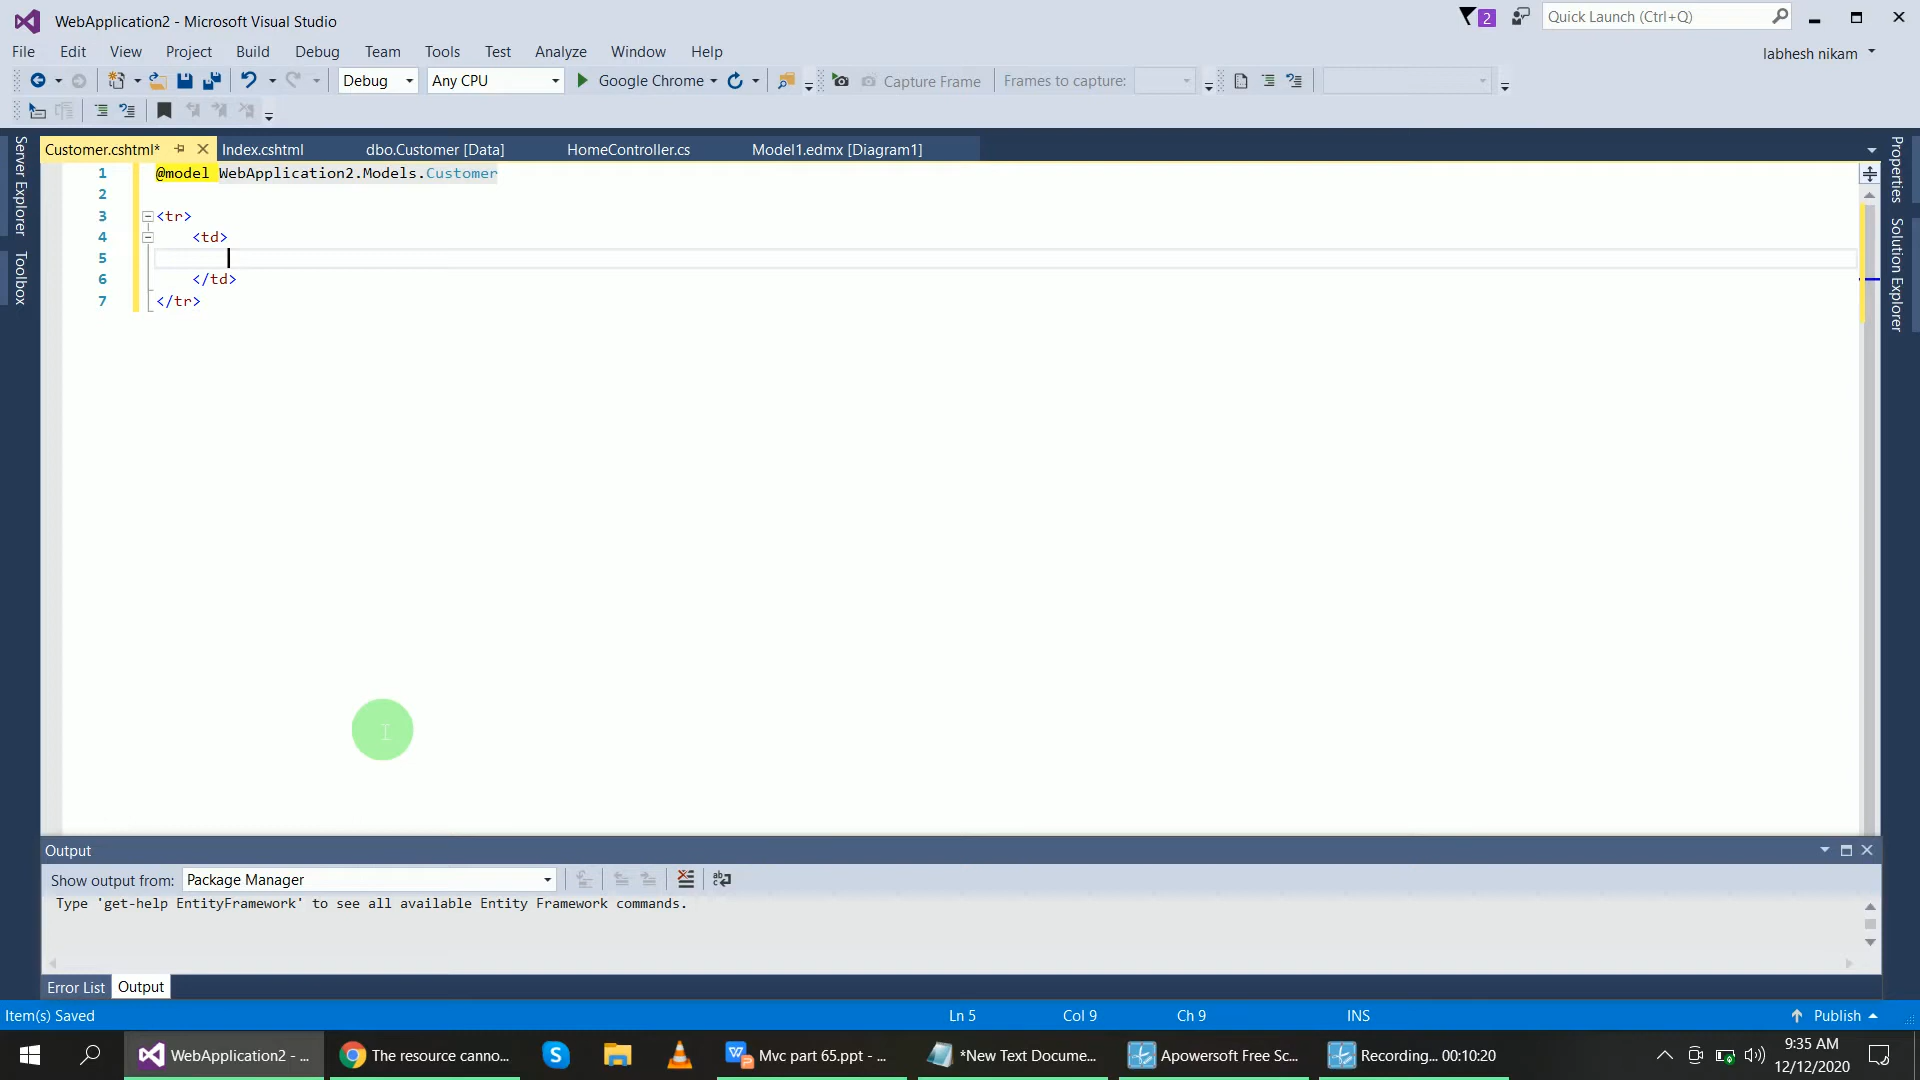 WebApplication2 - Microsoft Visual Studio
2
Quick Launch (Ctrl+Q)
File Edit View Project Build Debug Team Tools Test Analyze Window Help
labhesh nikam
Debug Any CPU Google Chrome Capture Frame Frames to capture:
Server Explorer
Toolbox
Customer.cshtml* Index.cshtml dbo.Customer [Data] HomeController.cs Model1.edmx [Diagram1]
Properties
Solution Explorer
1 @model WebApplication2.Models.Customer
2
3 <tr>
4 <td>
5
6 </td>
7 </tr>
Output
Show output from: Package Manager
Type 'get-help EntityFramework' to see all available Entity Framework commands.
Error List Output
Item(s) Saved Ln 5 Col 9 Ch 9 INS Publish
WebApplication2 - ... The resource canno... Mvc part 65.ppt - ... *New Text Docume... Apowersoft Free Sc... Recording... 00:10:20
9:35 AM
12/12/2020